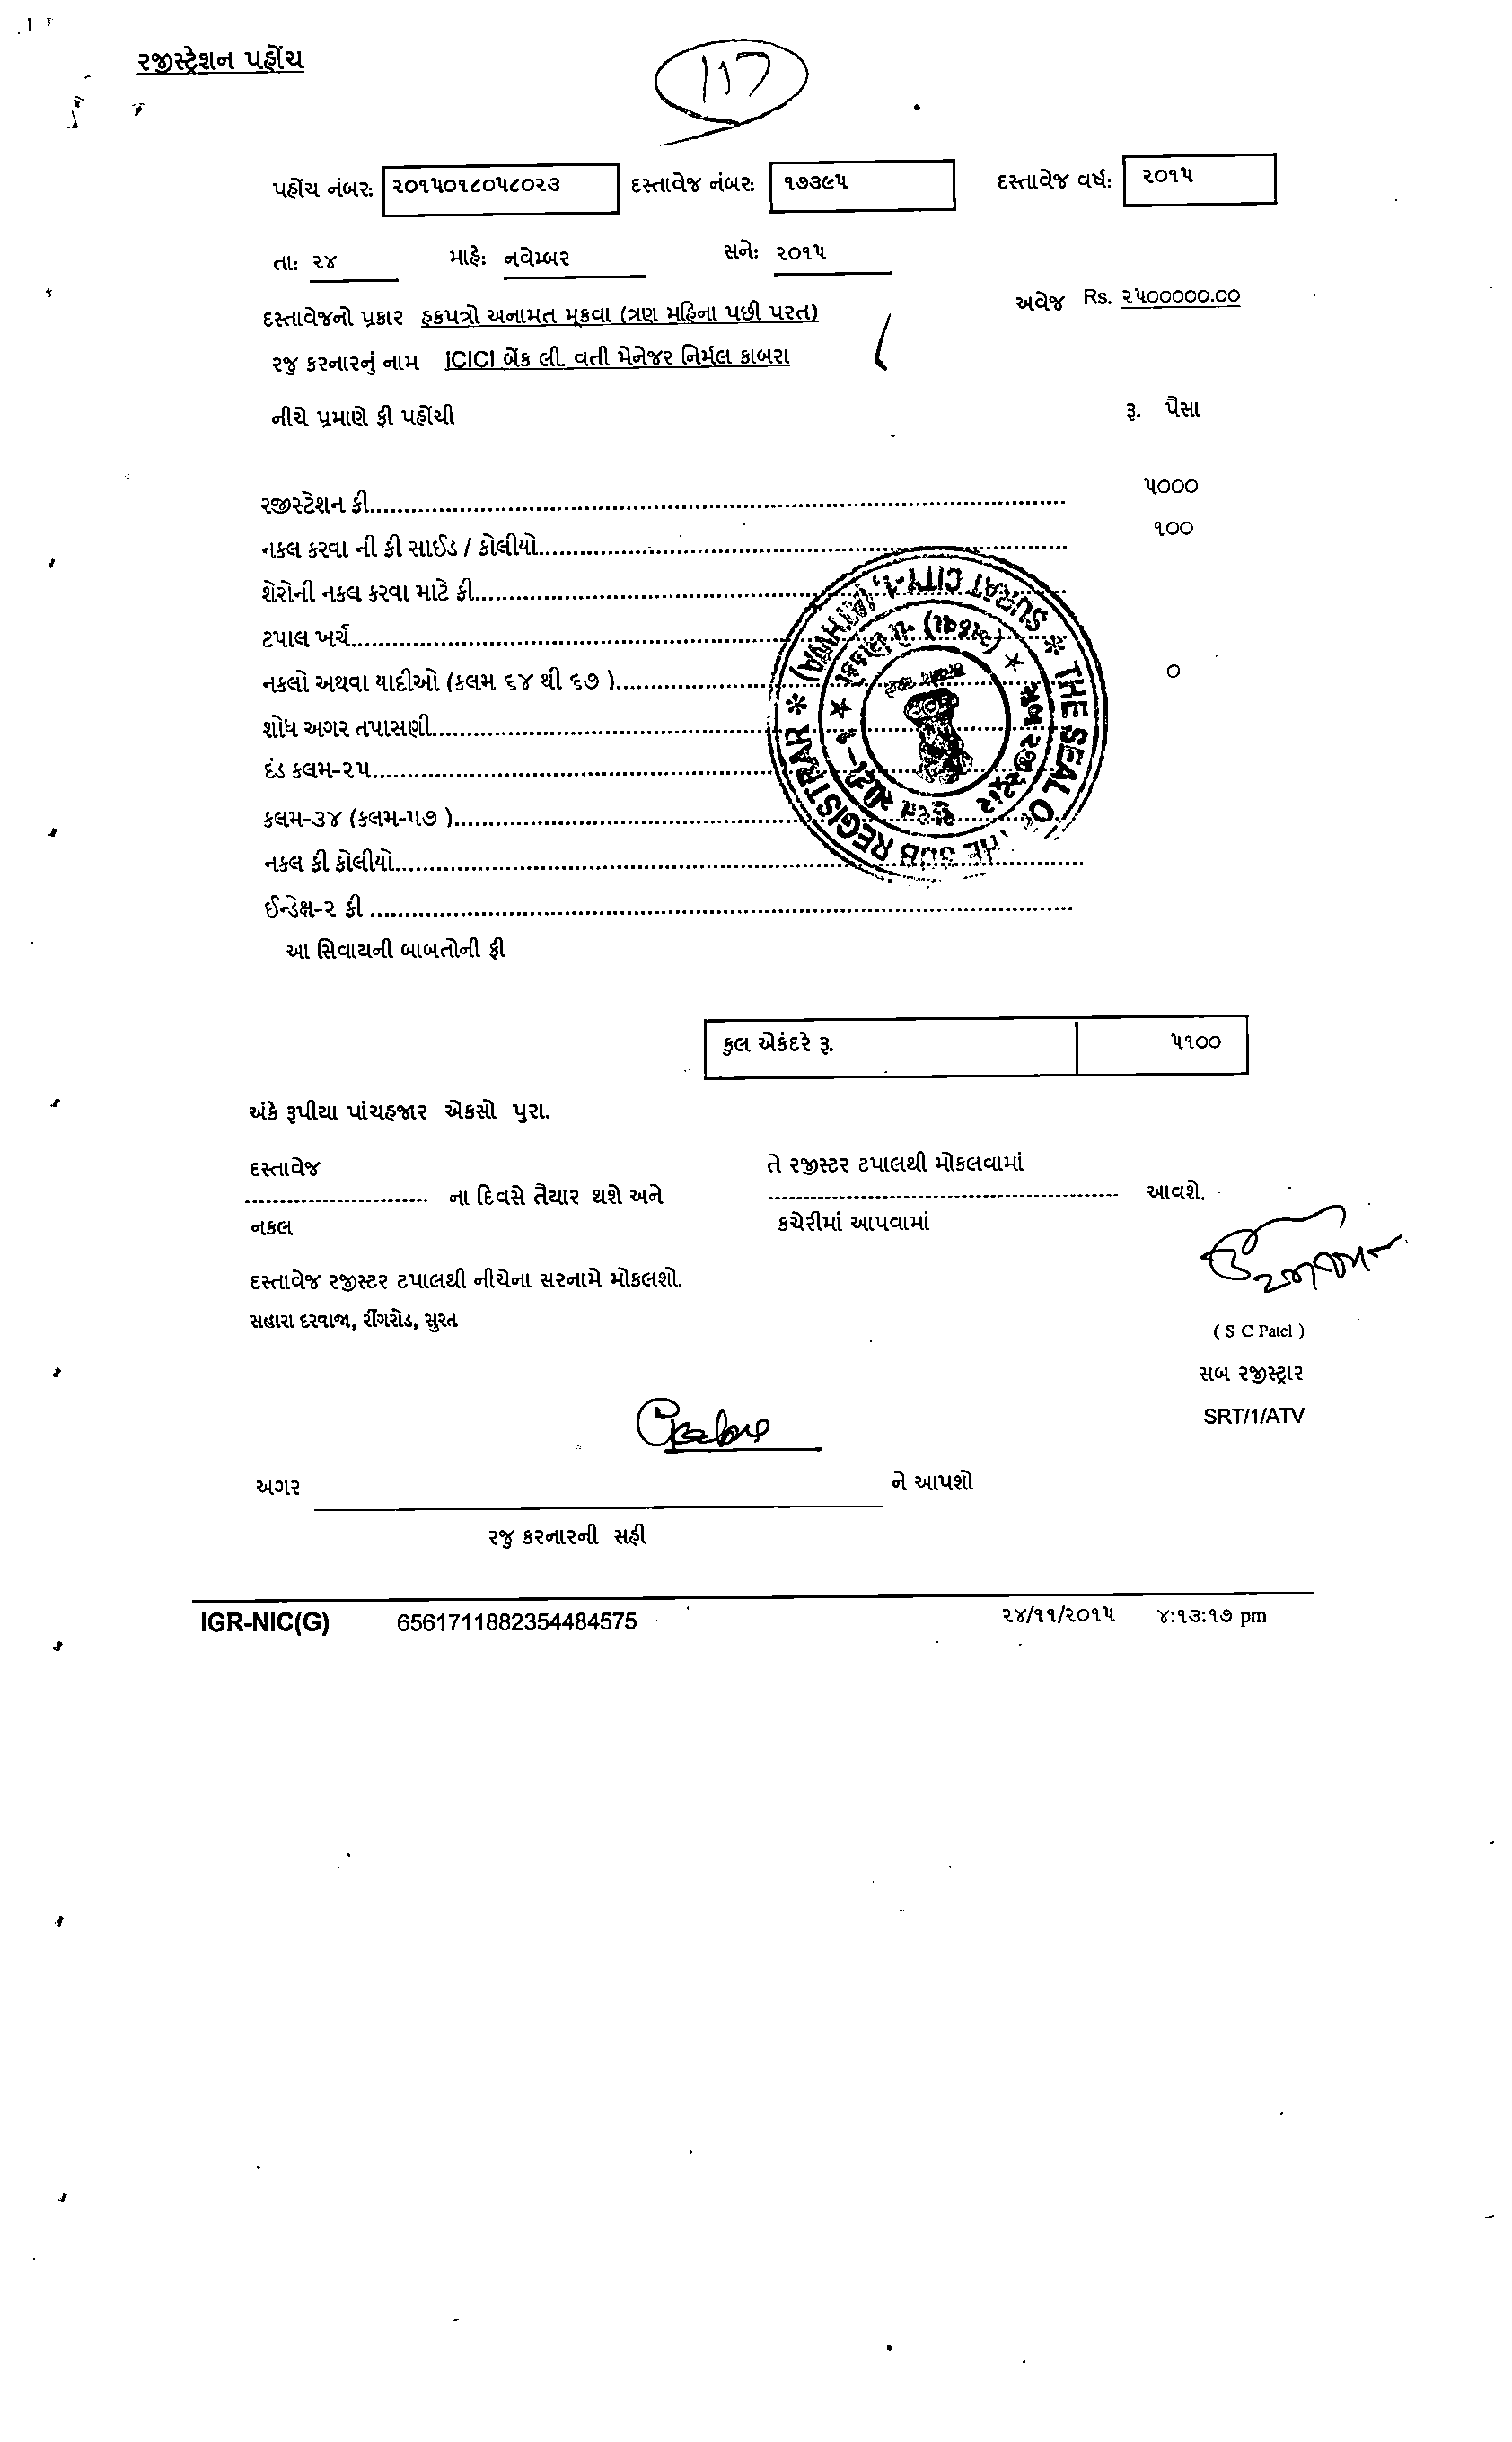 રજીસ્ટ્રેશન પહોંચ
117
પહોંચ નંબર: ૨૦૧૫૦૧૮૦૫૮૦૨૩ દસ્તાવેજ નંબર: ૧૭૩૯૫ દસ્તાવેજ વર્ષ: ૨૦૧૫
તા: ૨૪ માહે: નવેમ્બર સને: ૨૦૧૫
દસ્તાવેજનો પ્રકાર હકપત્રો અનામત મૂકવા (ત્રણ મહિના પછી પરત) અવેજ Rs. ૨૫૦૦૦૦૦.૦૦
રજુ કરનારનું નામ ICICI બેંક લી. વતી મેનેજર નિર્મલ કાબરા
નીચે પ્રમાણે ફી પહોંચી રૂ. પૈસા
રજીસ્ટેશન ફી ૫૦૦૦
નકલ કરવા ની ફી સાઈડ / ફોલીયો ૧૦૦
શેરોની નકલ કરવા માટે ફી
ટપાલ ખર્ચ
નકલો અથવા યાદીઓ (કલમ ૬૪ થી ૬૭ ) ૦
શોધ અગર તપાસણી
દંડ કલમ-૨૫
કલમ-૩૪ (કલમ-૫૭ )
નકલ ફી ફોલીયો
ઈન્ડેક્ષ-૨ ફી
આ સિવાયની બાબતોની ફી
THE SEAL OF THE SUB REGISTRAR * SURAT CITY-1, (ATHWA) *
કુલ એકંદરે રૂ. ૫૧૦૦
અંકે રૂપીયા પાંચહજાર એકસો પુરા.
દસ્તાવેજ તે રજીસ્ટર ટપાલથી મોકલવામાં
ના દિવસે તૈયાર થશે અને આવશે.
નકલ કચેરીમાં આપવામાં
દસ્તાવેજ રજીસ્ટર ટપાલથી નીચેના સરનામે મોકલશો.
સહારા દરવાજા, રીંગરોડ, સુરત
( S C Patel )
સબ રજીસ્ટ્રાર
SRT/1/ATV
અગર ને આપશો
રજુ કરનારની સહી
IGR-NIC(G) 6561711882354484575 ૨૪/૧૧/૨૦૧૫ ૪:૧૩:૧૭ pm